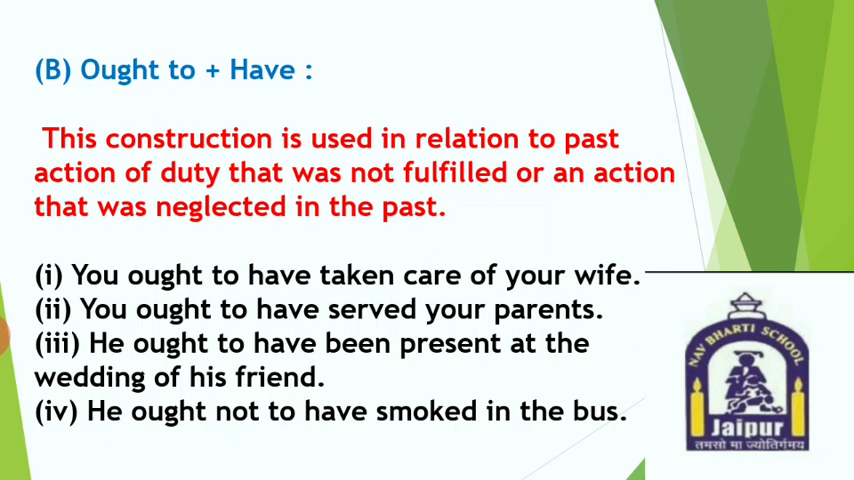 (B) Ought to + Have :
This construction is used in relation to past
action of duty that was not fulfilled or an action
that was neglected in the past.
(i) You ought to have taken care of your wife.
(ii) You ought to have served your parents.
(iii) He ought to have been present at the
wedding of his friend.
(iv) He ought not to have smoked in the bus.
NAV BHARTI SCHOOL
Jaipur
तमसो मा ज्योतिर्गमय